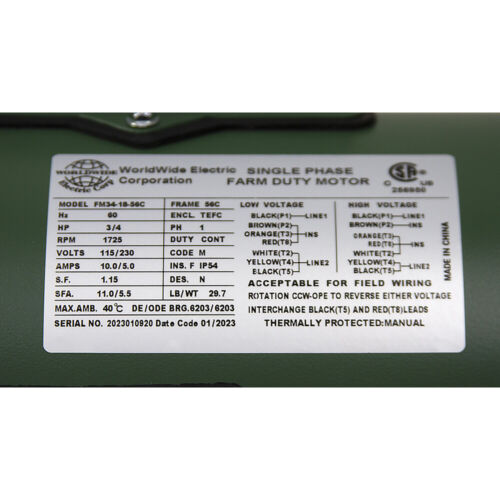 WORLDWIDE
Electric Corp
WorldWide Electric
Corporation
SINGLE PHASE
FARM DUTY MOTOR
C US
MODEL FM34-18-56C FRAME 56C
Hz 60 ENCL. TEFC
HP 3/4 PH 1
RPM 1725 DUTY CONT
VOLTS 115/230 CODE M
AMPS 10.0/5.0 INS. F IP54
S.F. 1.15 DES. N
SFA. 11.0/5.5 LB/WT 29.7
MAX.AMB. 40℃ DE/ODE BRG.6203/6203
SERIAL NO. 2023010920 Date Code 01/2023
LOW VOLTAGE
BLACK(P1) LINE1
BROWN(P2)
ORANGE(T3) INS
RED(T8)
WHITE(T2)
YELLOW(T4) LINE2
BLACK(T5)
HIGH VOLTAGE
BLACK(P1) LINE1
BROWN(P2)
ORANGE(T3) INS
RED(T8)
WHITE(T2) INS
YELLOW(T4) LINE2
BLACK(T5)
MADE IN CHINA
ACCEPTABLE FOR FIELD WIRING
ROTATION CCW-OPE TO REVERSE EITHER VOLTAGE
INTERCHANGE BLACK(T5) AND RED(T8)LEADS
THERMALLY PROTECTED:MANUAL